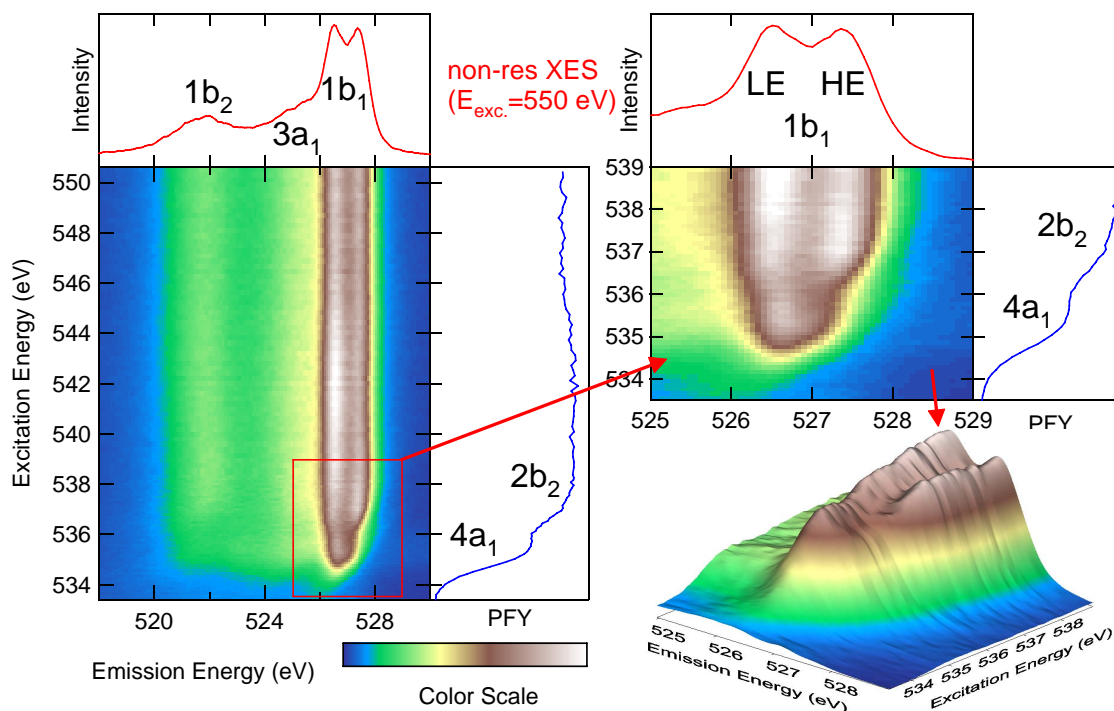 Intensity
1b₂
3a₁
1b₁
non-res XES
(E_exc.=550 eV)
Excitation Energy (eV)
550
548
546
544
542
540
538
536
534
520
524
528
4a₁
2b₂
PFY
Emission Energy (eV)
Color Scale
Intensity
LE
HE
1b₁
539
538
537
536
535
534
525
526
527
528
529
2b₂
4a₁
PFY
525
526
527
528
Emission Energy (eV)
534
535
536
537
538
Excitation Energy (eV)